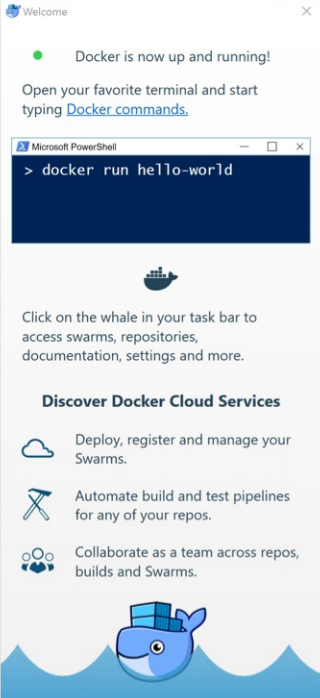 Welcome
Docker is now up and running!
Open your favorite terminal and start
typing Docker commands.
Microsoft PowerShell
> docker run hello-world
Click on the whale in your task bar to
access swarms, repositories,
documentation, settings and more.
Discover Docker Cloud Services
Deploy, register and manage your
Swarms.
Automate build and test pipelines
for any of your repos.
Collaborate as a team across repos,
builds and Swarms.